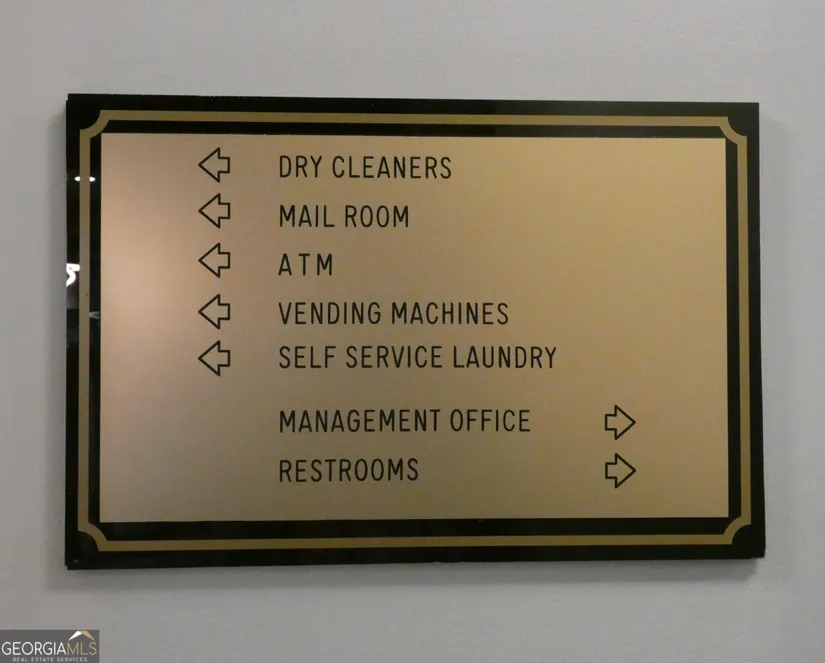 DRY CLEANERS
MAIL ROOM
ATM
VENDING MACHINES
SELF SERVICE LAUNDRY
MANAGEMENT OFFICE
RESTROOMS
GEORGIAMLS
REAL ESTATE SERVICES